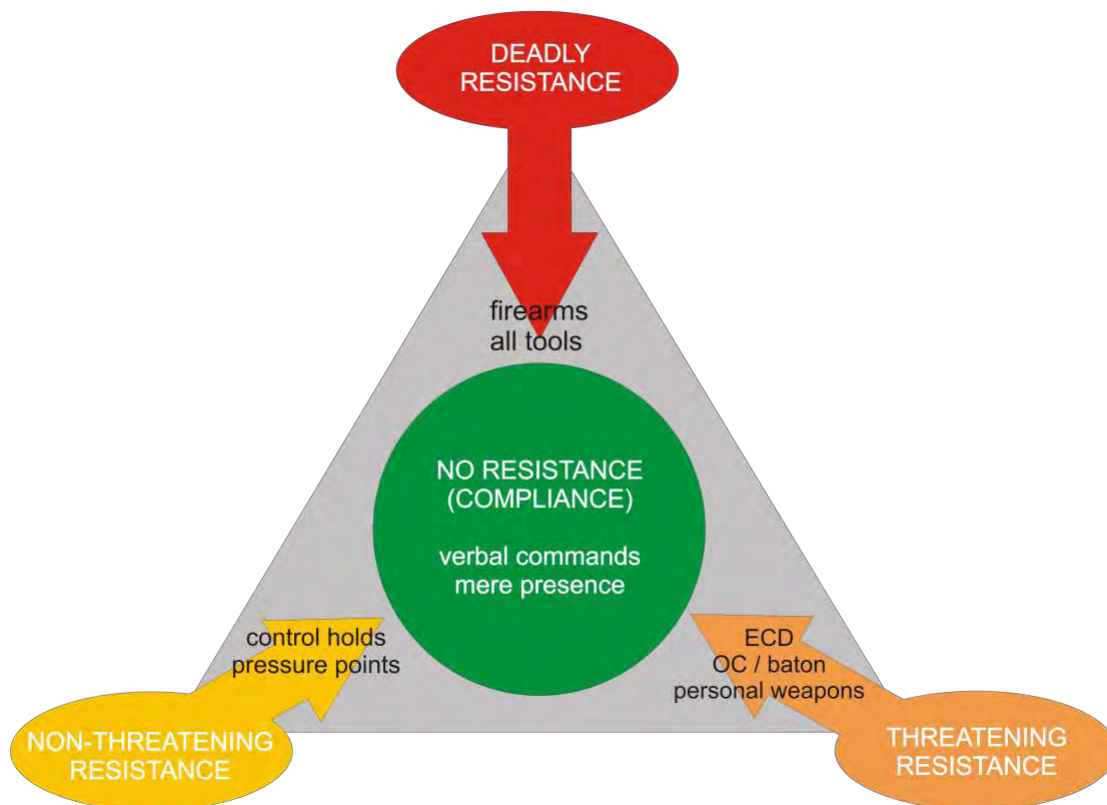 DEADLY
RESISTANCE
firearms
all tools
NO RESISTANCE
(COMPLIANCE)
verbal commands
mere presence
control holds
pressure points
ECD
OC / baton
personal weapons
NON-THREATENING
RESISTANCE
THREATENING
RESISTANCE